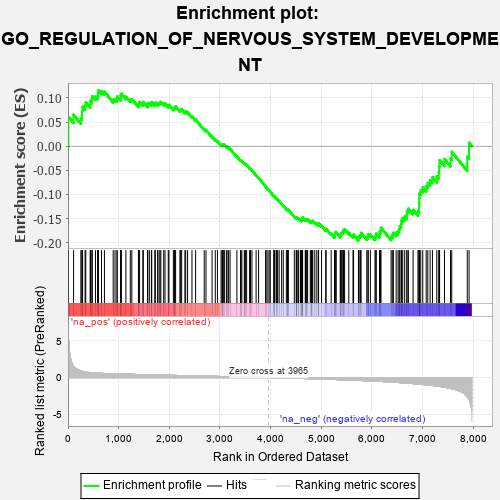 Enrichment plot:
GO_REGULATION_OF_NERVOUS_SYSTEM_DEVELOPME
NT
Enrichment score (ES)
0.10
0.05
0.00
-0.05
-0.10
-0.15
-0.20
'na_pos' (positively correlated)
Ranked list metric (PreRanked)
5
0
-5
Zero cross at 3965
'na_neg' (negatively correlated)
0
1,000
2,000
3,000
4,000
5,000
6,000
7,000
8,000
Rank in Ordered Dataset
Enrichment profile
Hits
Ranking metric scores